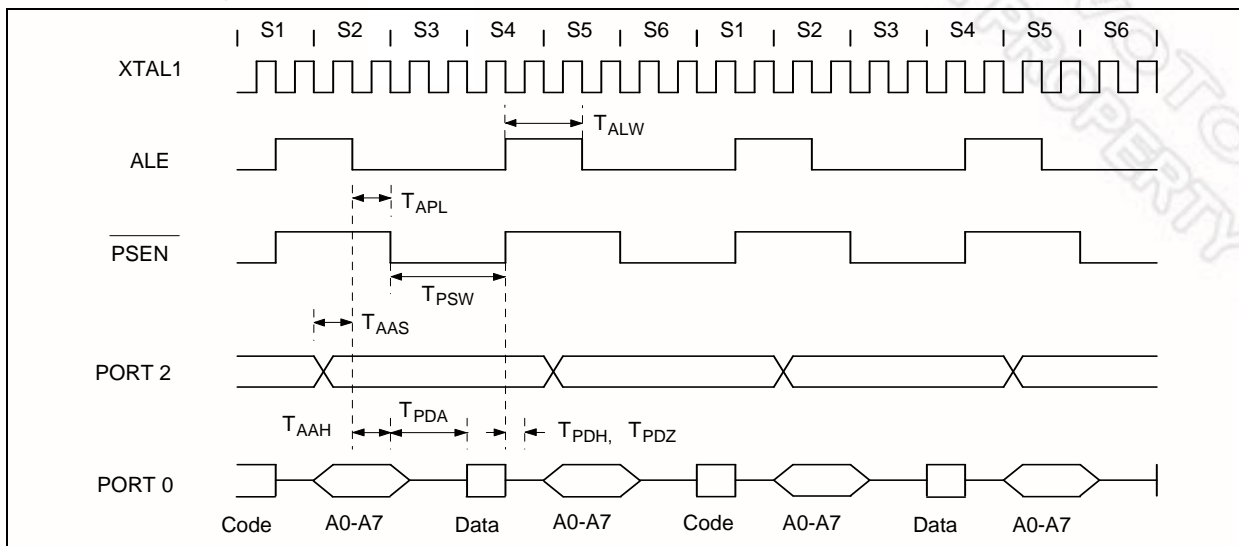 S1 S2 S3 S4 S5 S6 S1 S2 S3 S4 S5 S6
XTAL1
TALW
ALE
TAPL
PSEN
TPSW
TAAS
PORT 2
TAAH TPDA TPDH, TPDZ
PORT 0
Code A0-A7 Data A0-A7 Code A0-A7 Data A0-A7
PROPERTY